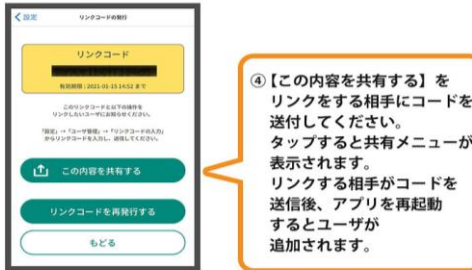 設定
リンクコードの発行
リンクコード
有効期限：2021-01-15 14:52 まで
このリンクコードと以下の操作を
リンクしたいユーザにお知らせください。
「設定」→「ユーザ管理」→「リンクコードの入力」
からリンクコードを入力し、送信してください。
この内容を共有する
リンクコードを再発行する
もどる
④【この内容を共有する】を
リンクをする相手にコードを
送付してください。
タップすると共有メニューが
表示されます。
リンクする相手がコードを
送信後、アプリを再起動
するとユーザが
追加されます。